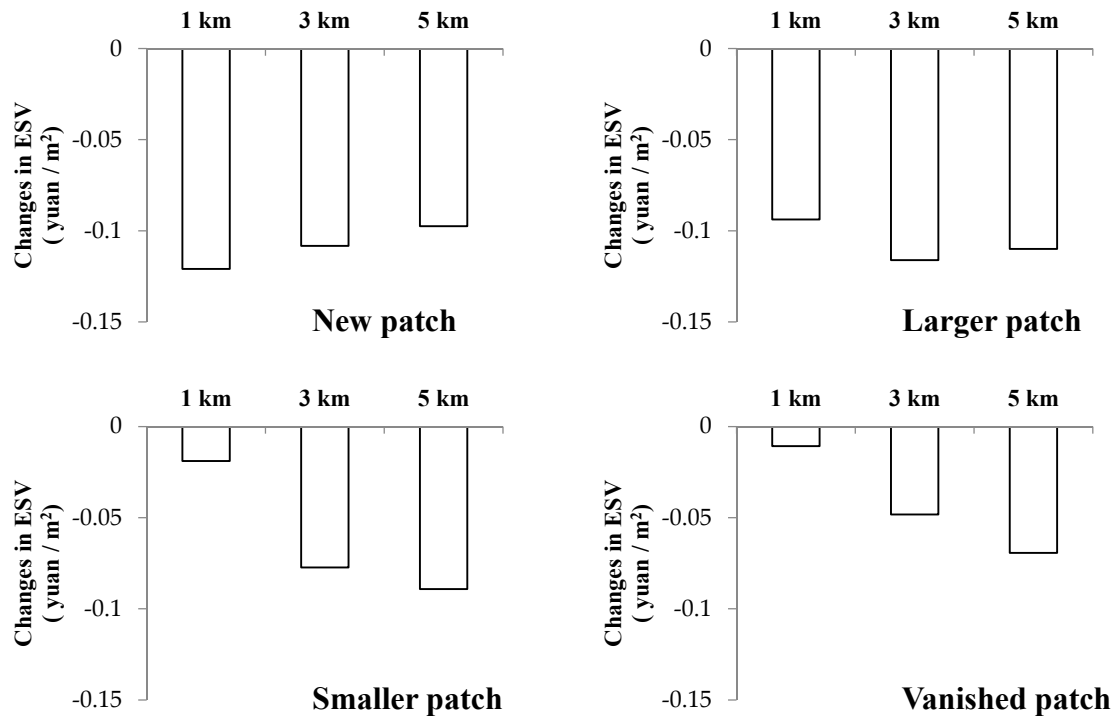 1 km 3 km 5 km
0
-0.05
-0.1
-0.15
Changes in ESV
( yuan / m²)
New patch
1 km 3 km 5 km
0
-0.05
-0.1
-0.15
Changes in ESV
( yuan / m²)
Larger patch
1 km 3 km 5 km
0
-0.05
-0.1
-0.15
Changes in ESV
( yuan / m²)
Smaller patch
1 km 3 km 5 km
0
-0.05
-0.1
-0.15
Changes in ESV
( yuan / m²)
Vanished patch